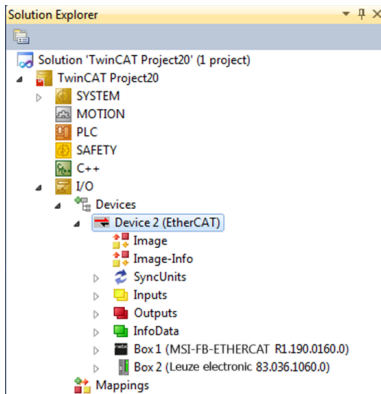 Solution Explorer
Solution 'TwinCAT Project20' (1 project)
TwinCAT Project20
SYSTEM
MOTION
PLC
SAFETY
C++
I/O
Devices
Device 2 (EtherCAT)
Image
Image-Info
SyncUnits
Inputs
Outputs
InfoData
Box 1 (MSI-FB-ETHERCAT R1.190.0160.0)
Box 2 (Leuze electronic 83.036.1060.0)
Mappings